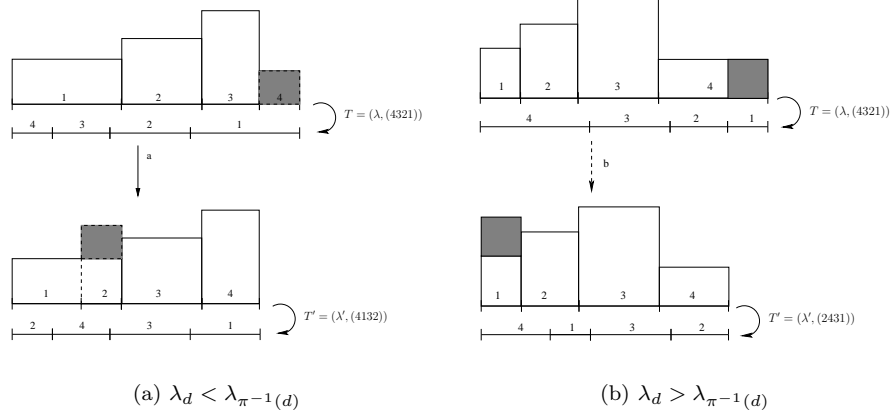 1 2 3 4
T = (λ, (4321))
4 3 2 1
a
1 2 3 4
T′ = (λ′, (4132))
2 4 3 1
(a) λ_d < λ_{π^{-1}(d)}
1 2 3 4
T = (λ, (4321))
4 3 2 1
b
1 2 3 4
T′ = (λ′, (2431))
4 1 3 2
(b) λ_d > λ_{π^{-1}(d)}